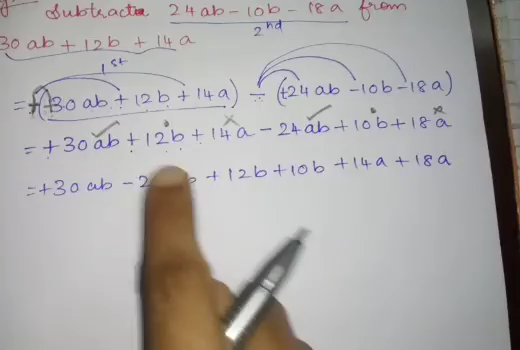 Subtract 24ab - 10b - 18a from
2nd
30ab + 12b + 14a
1st
= +(+30ab + 12b + 14a) - (+24ab - 10b - 18a)
= +30ab + 12b + 14a - 24ab + 10b + 18a
= +30ab - 2 b + 12b + 10b + 14a + 18a